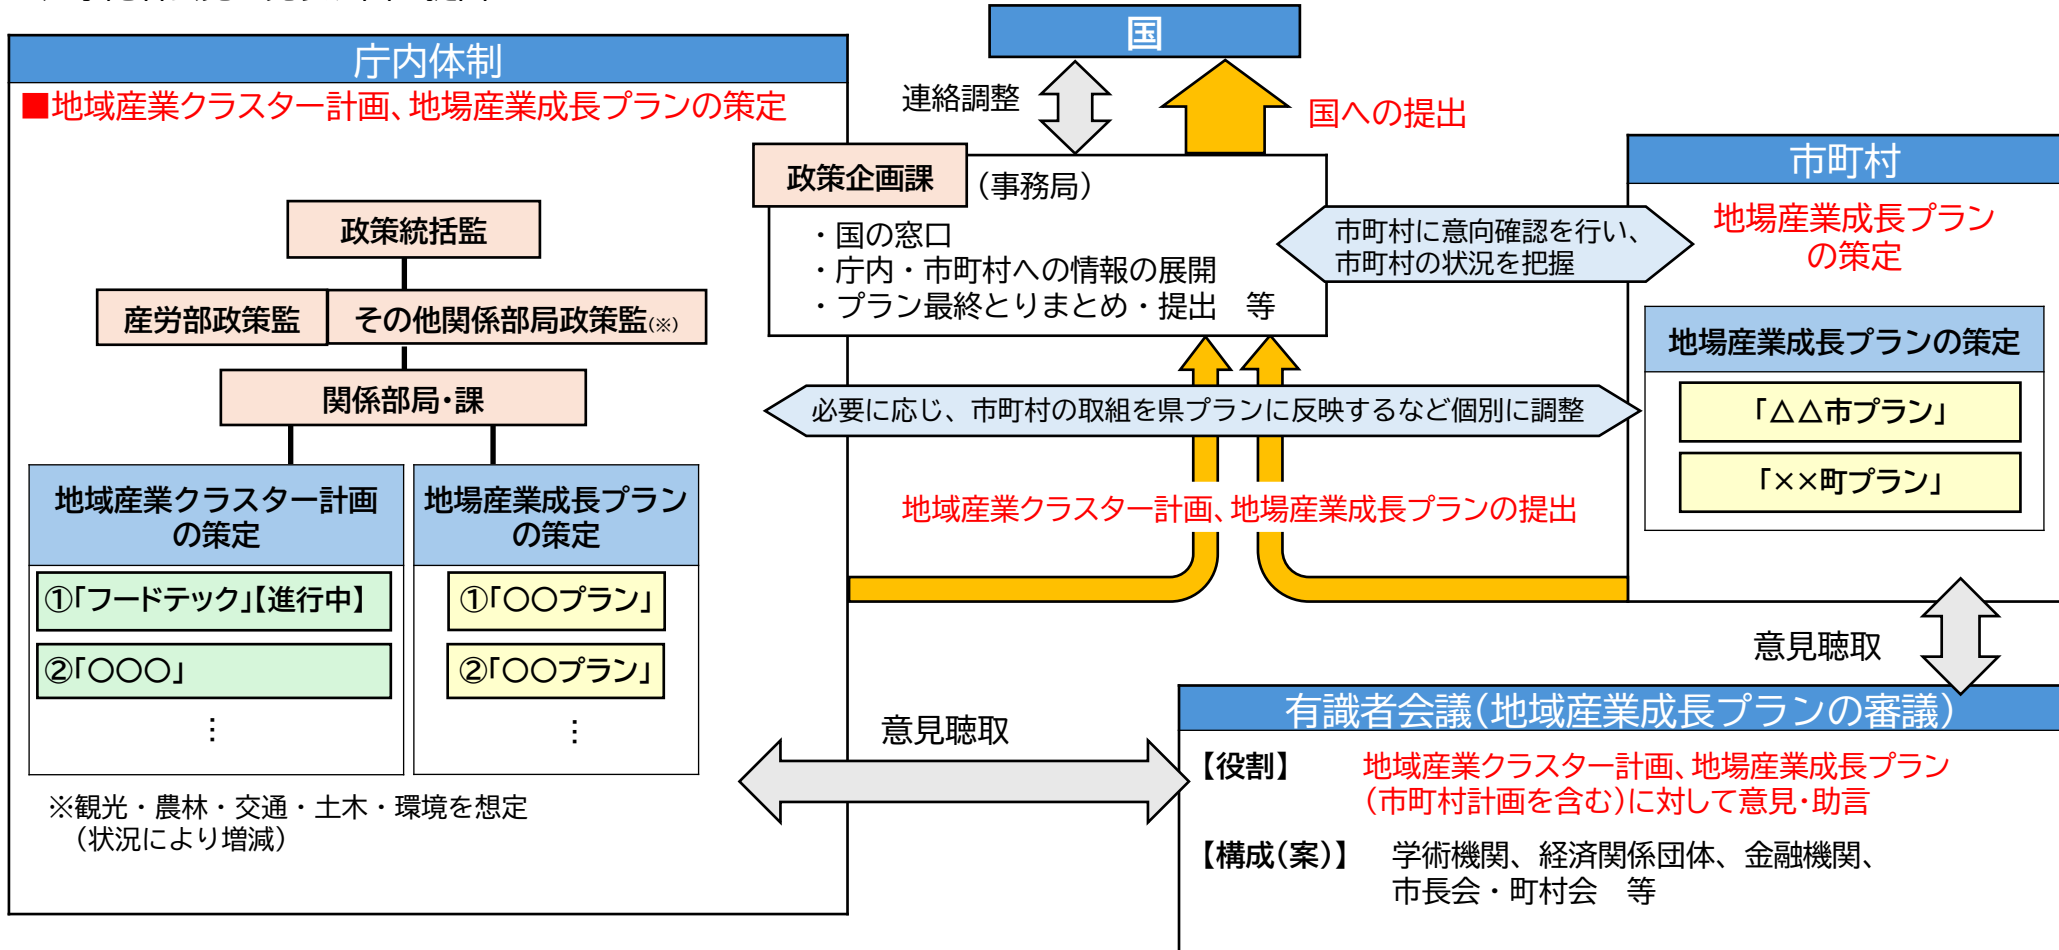 国
庁内体制
■地域産業クラスター計画、地場産業成長プランの策定
連絡調整
国への提出
政策企画課
(事務局)
・国の窓口
・庁内・市町村への情報の展開
・プラン最終とりまとめ・提出 等
市町村
市町村に意向確認を行い、
市町村の状況を把握
地場産業成長プラン
の策定
政策統括監
産労部政策監
その他関係部局政策監(※)
関係部局・課
地場産業成長プランの策定
「△△市プラン」
「××町プラン」
必要に応じ、市町村の取組を県プランに反映するなど個別に調整
地域産業クラスター計画
の策定
地場産業成長プラン
の策定
地域産業クラスター計画、地場産業成長プランの提出
①「フードテック」【進行中】
②「〇〇〇」
⋮
①「〇〇プラン」
②「〇〇プラン」
⋮
※観光・農林・交通・土木・環境を想定
(状況により増減)
意見聴取
意見聴取
有識者会議(地域産業成長プランの審議)
【役割】 地域産業クラスター計画、地場産業成長プラン
(市町村計画を含む)に対して意見・助言
【構成(案)】 学術機関、経済関係団体、金融機関、
市長会・町村会 等